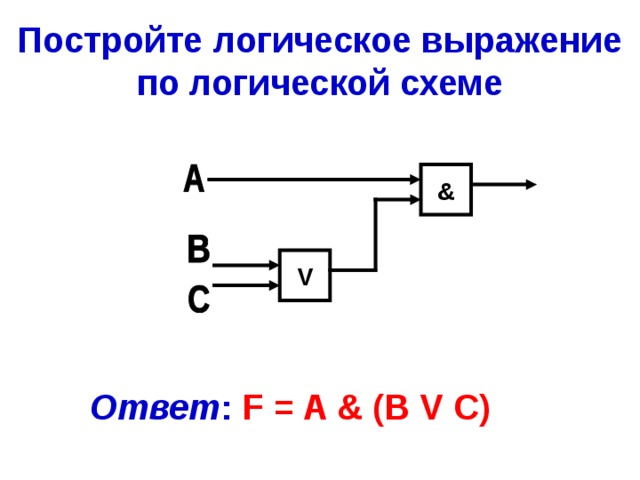 Постройте логическое выражение
по логической схеме
A
&
B
V
C
Ответ: F = A & (B V C)